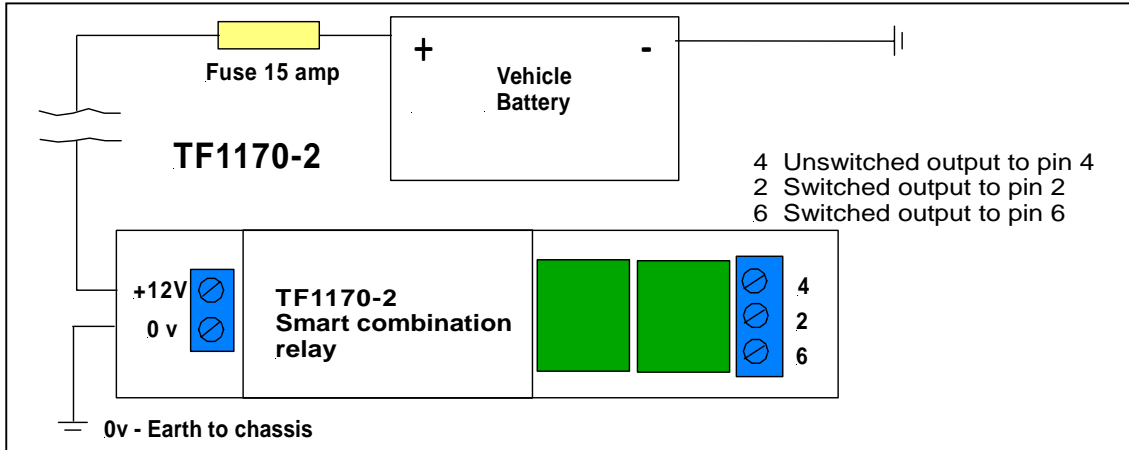 + -
Fuse 15 amp
Vehicle
Battery
TF1170-2
4 Unswitched output to pin 4
2 Switched output to pin 2
6 Switched output to pin 6
+12V
0 v
TF1170-2
Smart combination
relay
4
2
6
0v - Earth to chassis